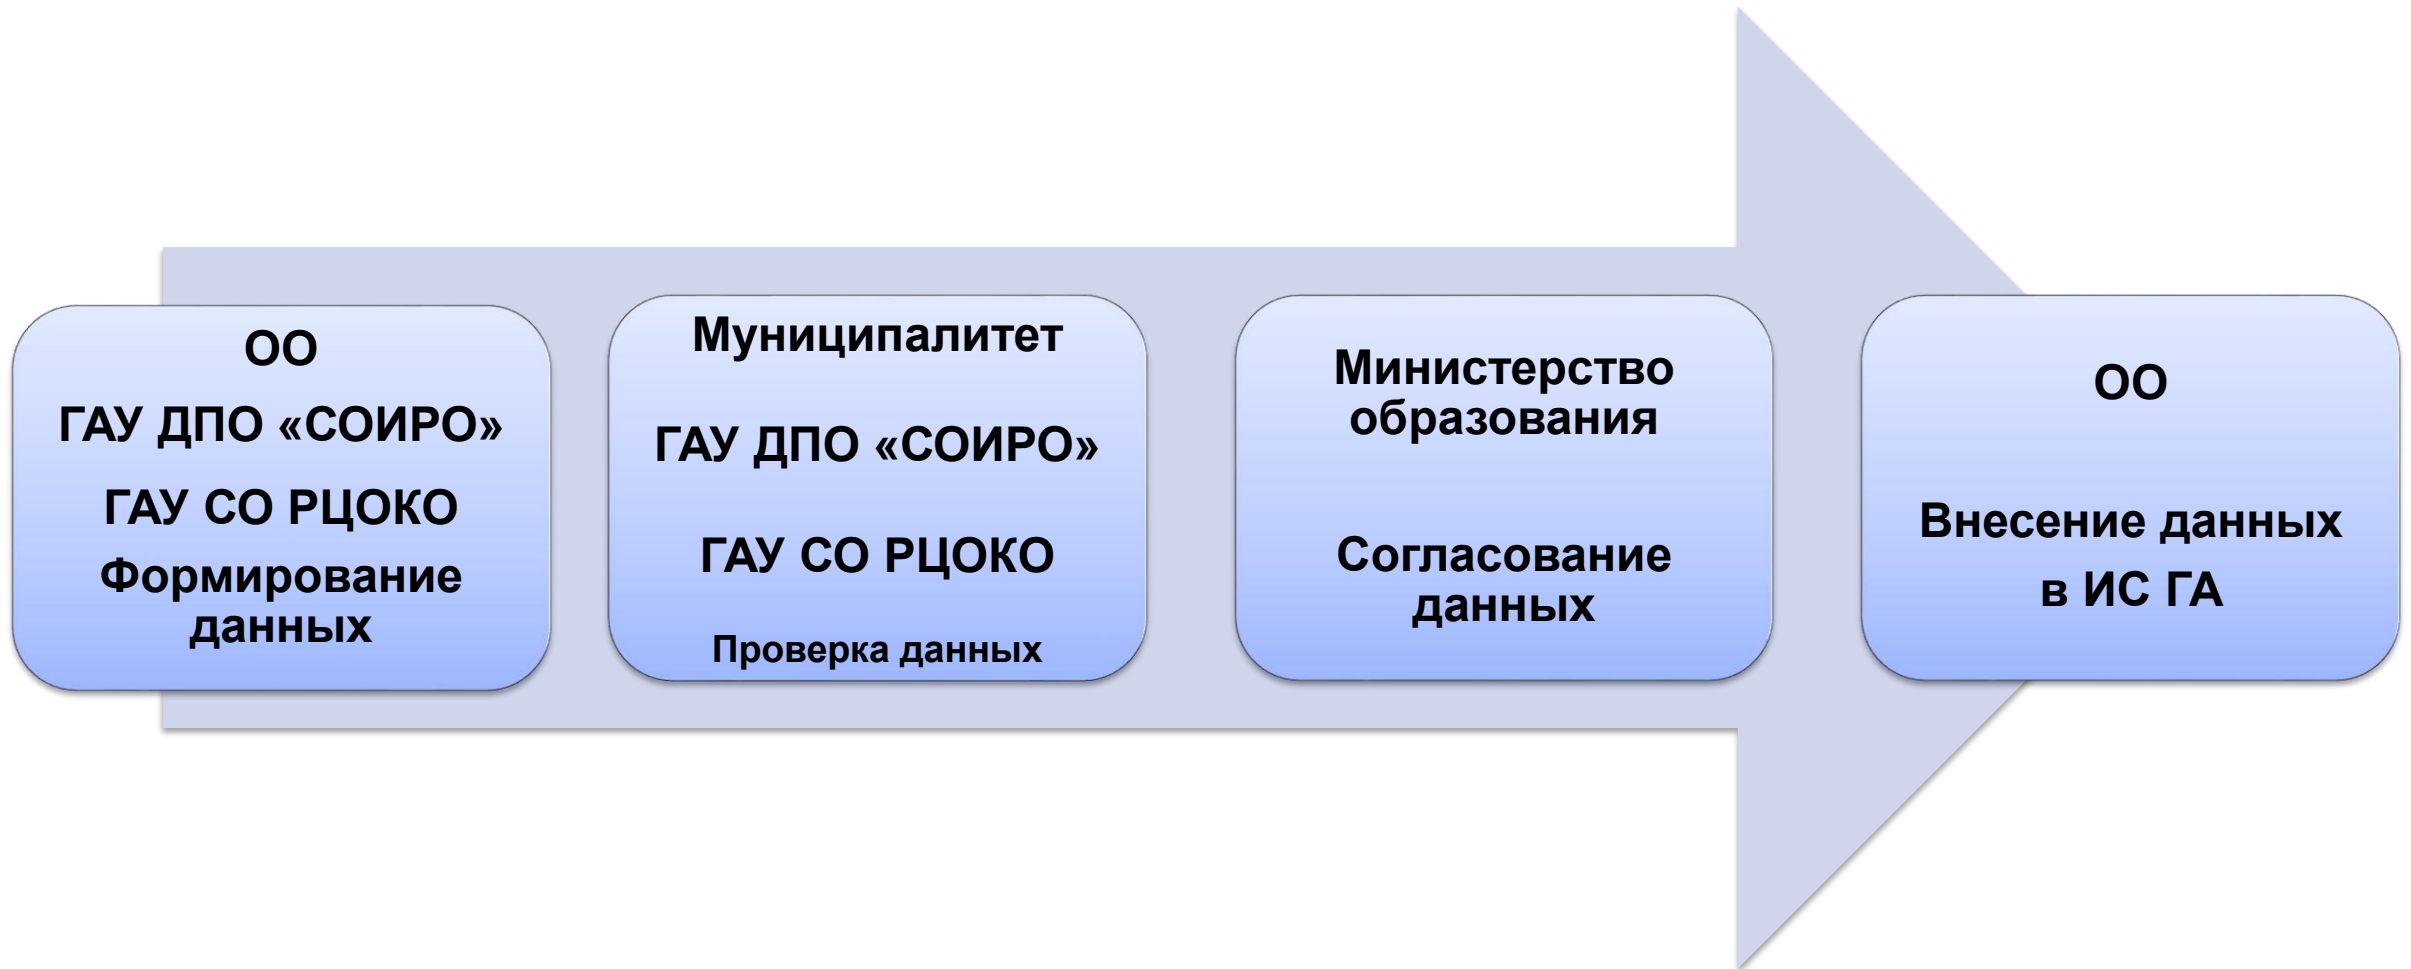 ОО
ГАУ ДПО «СОИРО»
ГАУ СО РЦОКО
Формирование
данных
Муниципалитет
ГАУ ДПО «СОИРО»
ГАУ СО РЦОКО
Проверка данных
Министерство
образования
Согласование
данных
ОО
Внесение данных
в ИС ГА